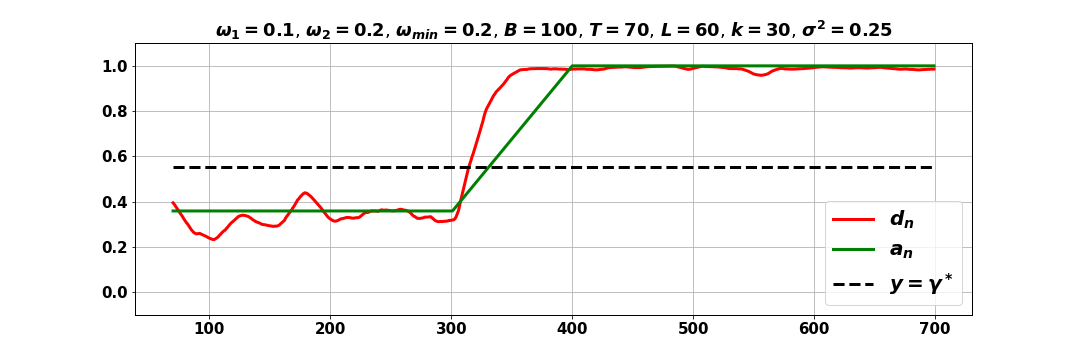 ω₁ = 0.1, ω₂ = 0.2, ωₘᵢₙ = 0.2, B = 100, T = 70, L = 60, k = 30, σ² = 0.25
1.0
0.8
0.6
0.4
0.2
0.0
100 200 300 400 500 600 700
dₙ
aₙ
y = γ*